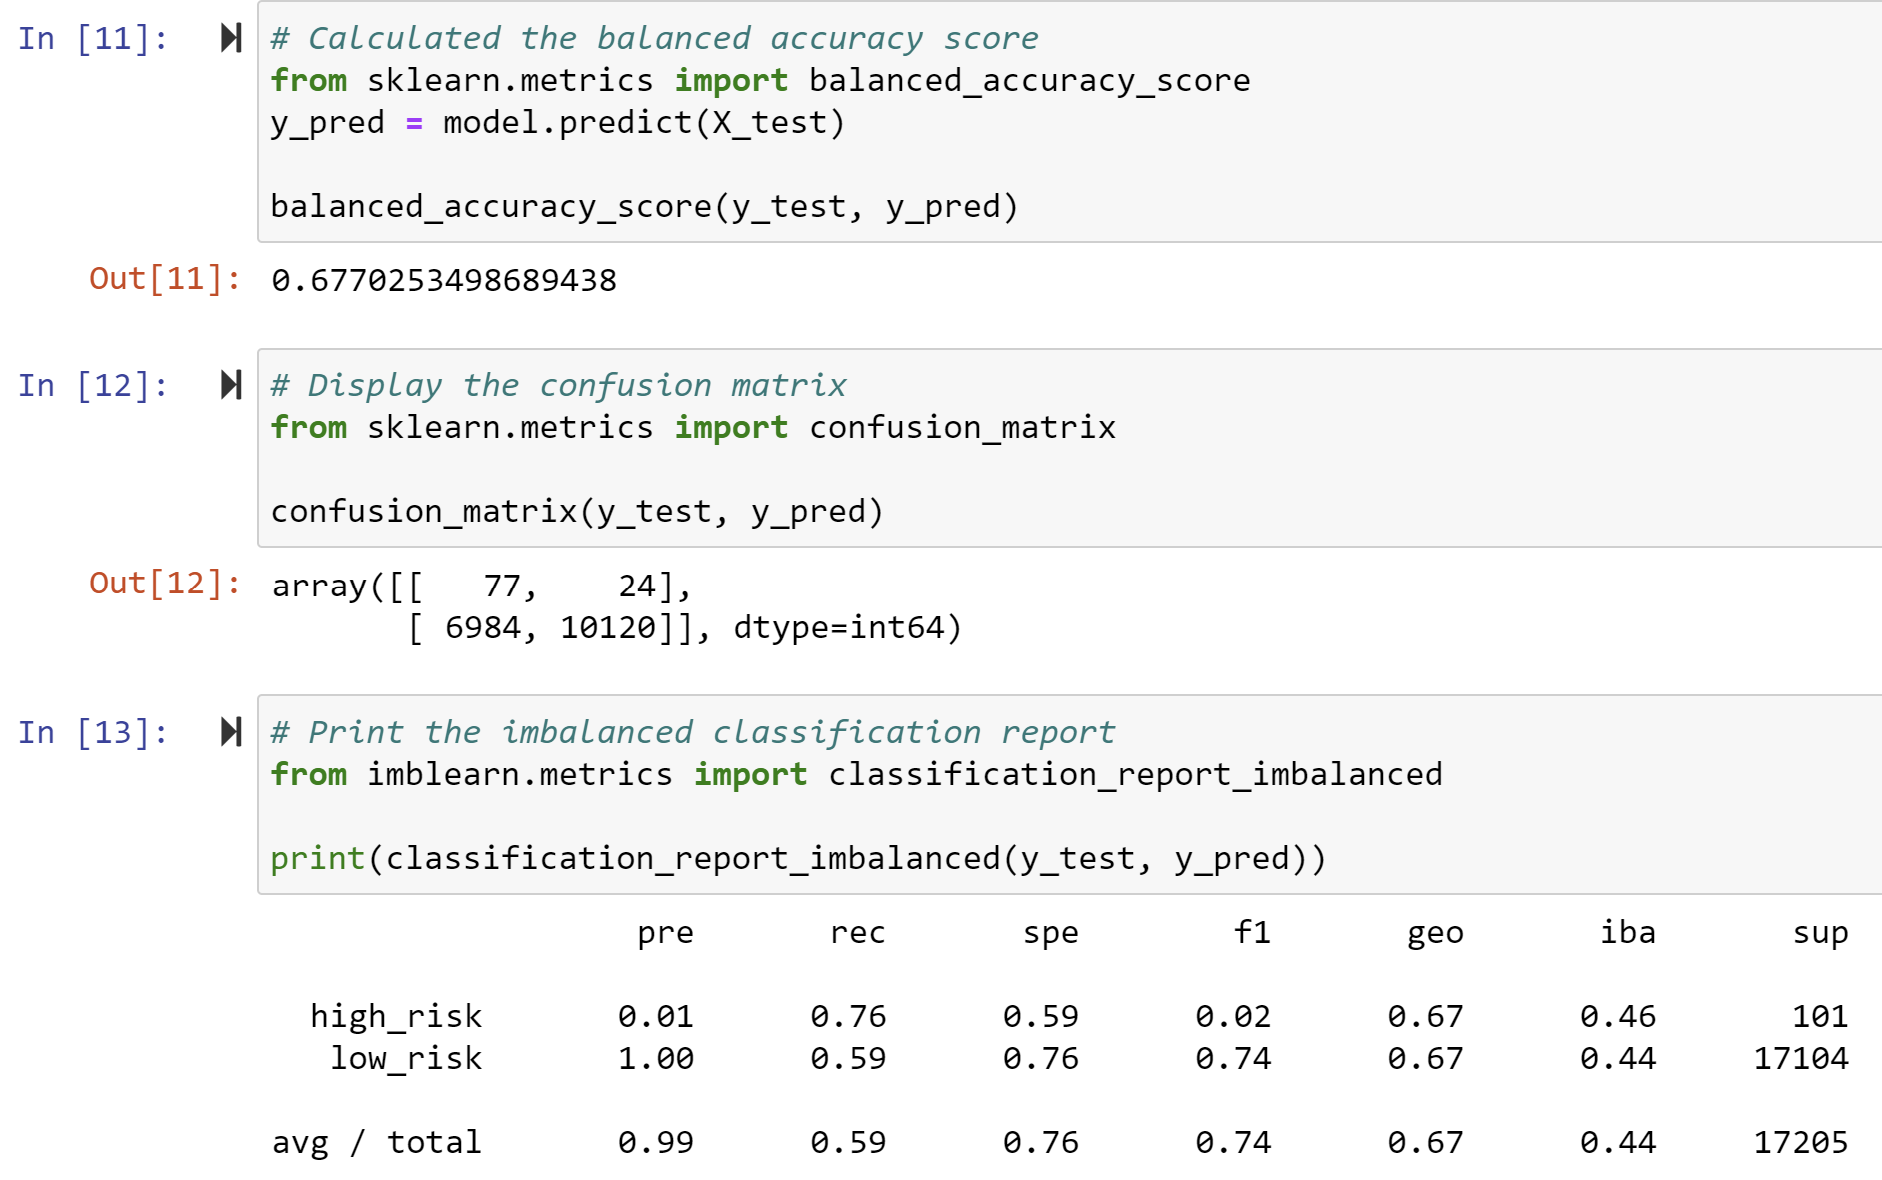 In [11]: # Calculated the balanced accuracy score
from sklearn.metrics import balanced_accuracy_score
y_pred = model.predict(X_test)
balanced_accuracy_score(y_test, y_pred)
Out[11]: 0.6770253498689438
In [12]: # Display the confusion matrix
from sklearn.metrics import confusion_matrix
confusion_matrix(y_test, y_pred)
Out[12]: array([[   77,    24],
       [ 6984, 10120]], dtype=int64)
In [13]: # Print the imbalanced classification report
from imblearn.metrics import classification_report_imbalanced
print(classification_report_imbalanced(y_test, y_pred))
pre rec spe f1 geo iba sup
high_risk 0.01 0.76 0.59 0.02 0.67 0.46 101
low_risk 1.00 0.59 0.76 0.74 0.67 0.44 17104
avg / total 0.99 0.59 0.76 0.74 0.67 0.44 17205